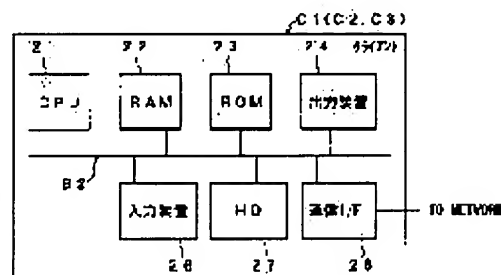 C1(C2, C3)
22 23 24 クライアント
CPU RAM ROM 出力装置
B2
入力装置 HD 通信I/F TO NETWORK
26 27 28